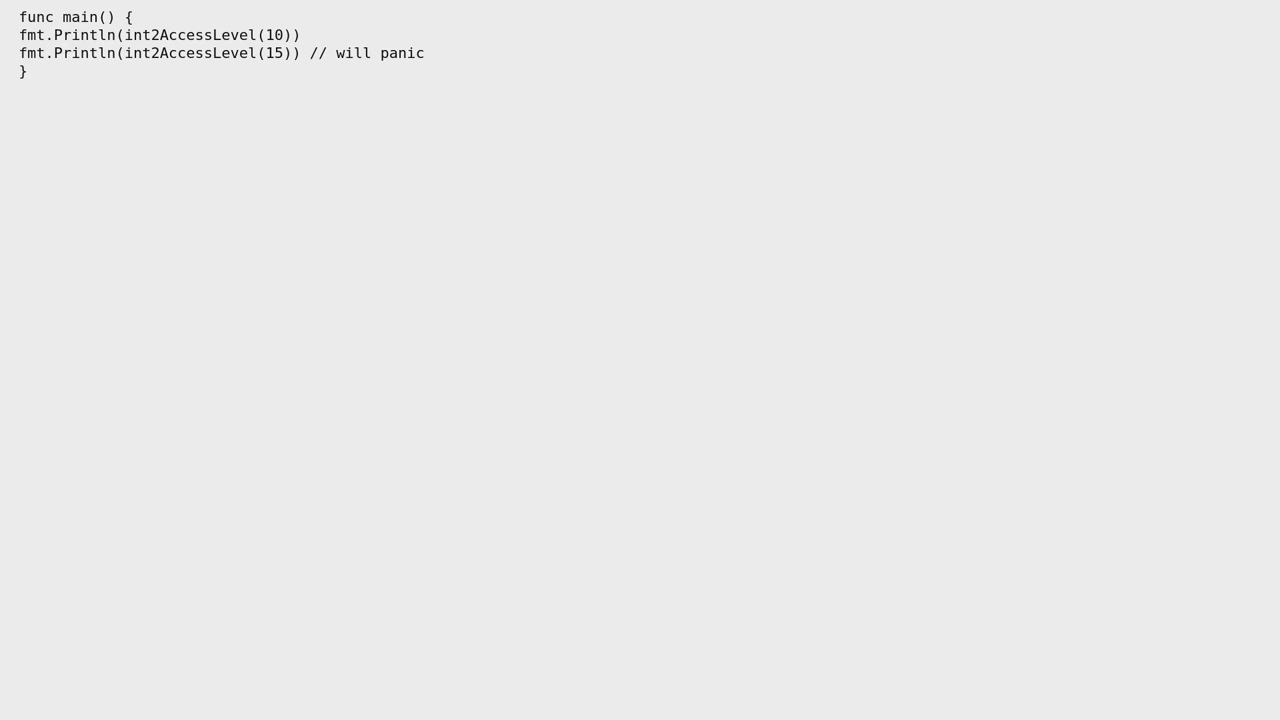 func main() {
fmt.Println(int2AccessLevel(10))
fmt.Println(int2AccessLevel(15)) // will panic
}